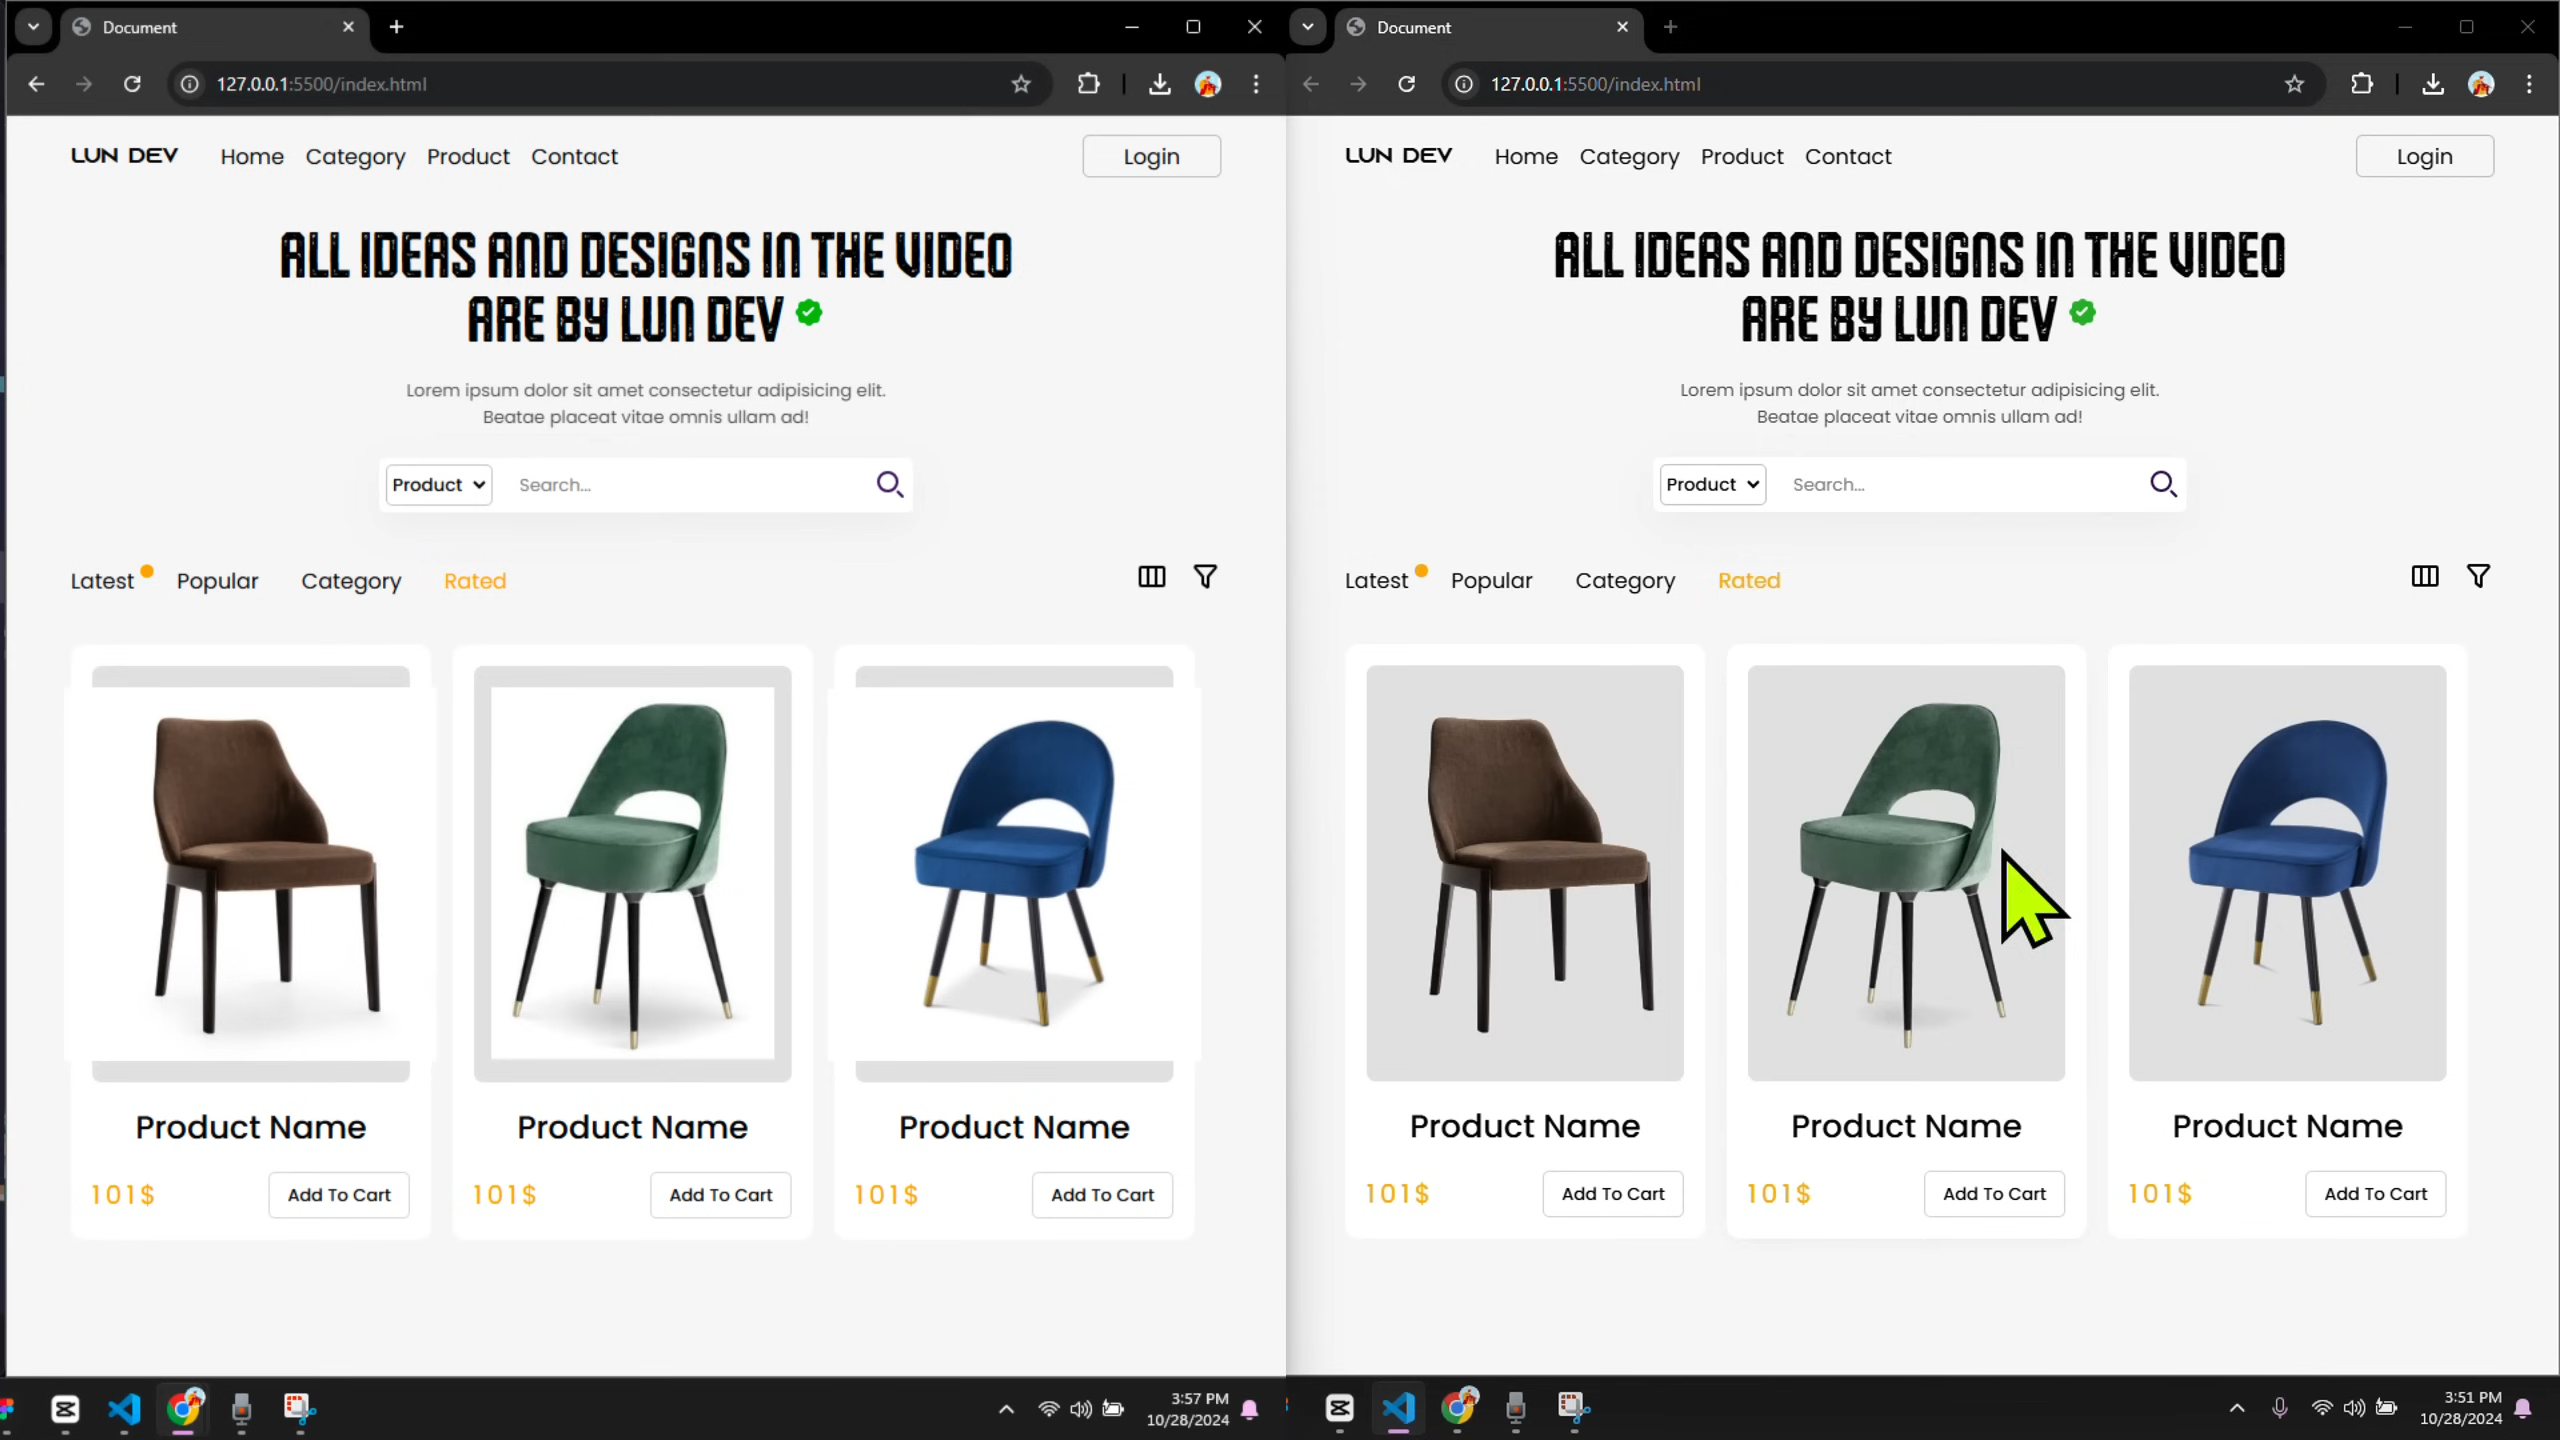 Document
127.0.0.1:5500/index.html
LUN DEV Home Category Product Contact Login
ALL IDEAS AND DESIGNS IN THE VIDEO
ARE BY LUN DEV
Lorem ipsum dolor sit amet consectetur adipisicing elit.
Beatae placeat vitae omnis ullam ad!
Product Search...
Latest Popular Category Rated
Product Name Product Name Product Name
101$ Add To Cart 101$ Add To Cart 101$ Add To Cart
3:57 PM
10/28/2024
Document
127.0.0.1:5500/index.html
LUN DEV Home Category Product Contact Login
ALL IDEAS AND DESIGNS IN THE VIDEO
ARE BY LUN DEV
Lorem ipsum dolor sit amet consectetur adipisicing elit.
Beatae placeat vitae omnis ullam ad!
Product Search...
Latest Popular Category Rated
Product Name Product Name Product Name
101$ Add To Cart 101$ Add To Cart 101$ Add To Cart
3:51 PM
10/28/2024